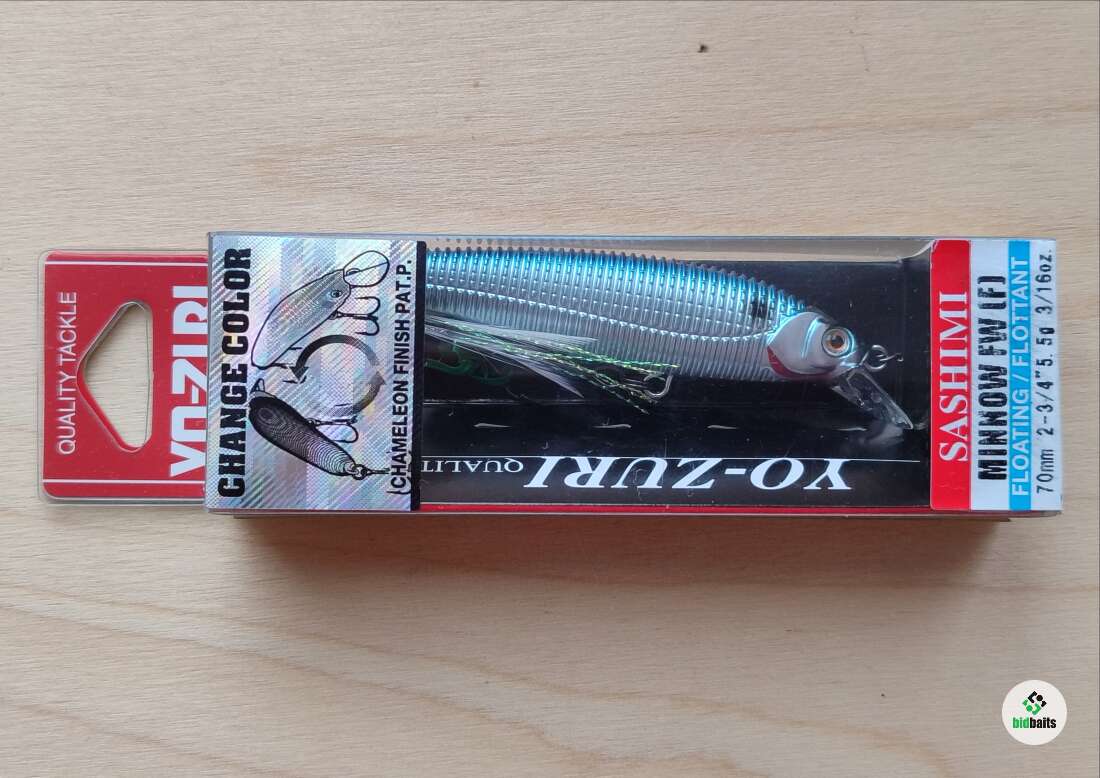 QUALITY TACKLE
YO-ZURI
CHANGE COLOR
CHAMELEON FINISH PAT.P.
YO-ZURI
SASHIMI
MINNOW FW (F)
FLOATING / FLOTTANT
70mm 2-3/4" 5.5g 3/16oz.
bidbaits